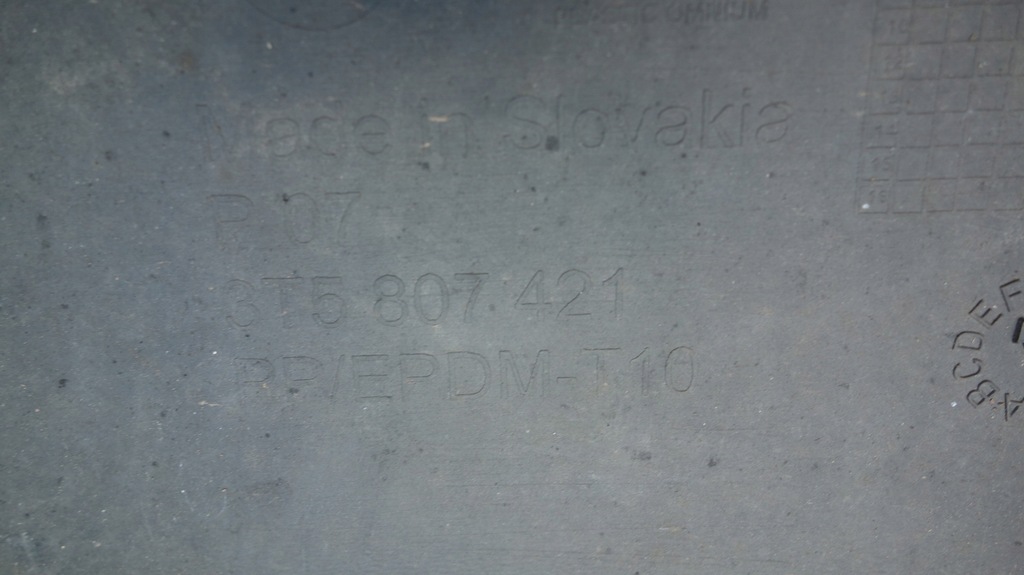 Made in Slovakia
P 07
3T5 807 421
PP/EPDM-T10
A B C D E F